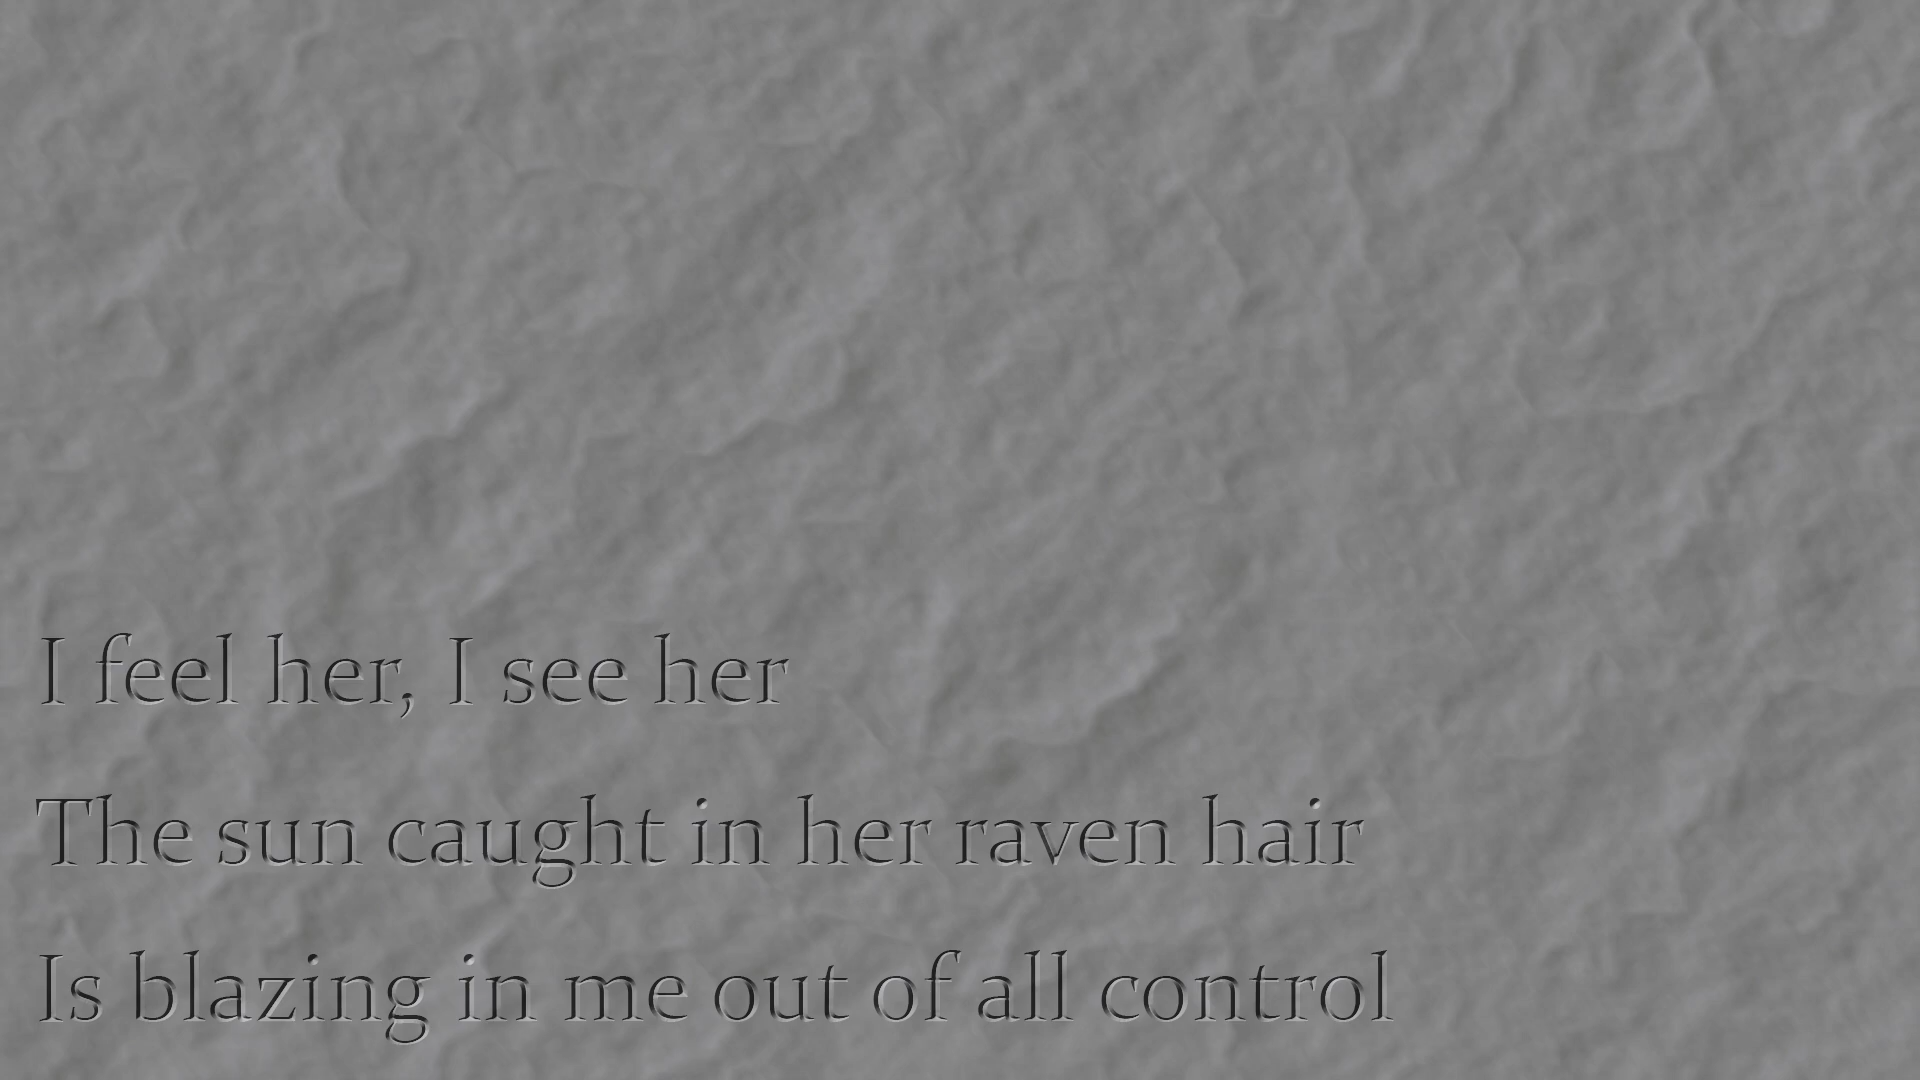 I feel her, I see her
The sun caught in her raven hair
Is blazing in me out of all control